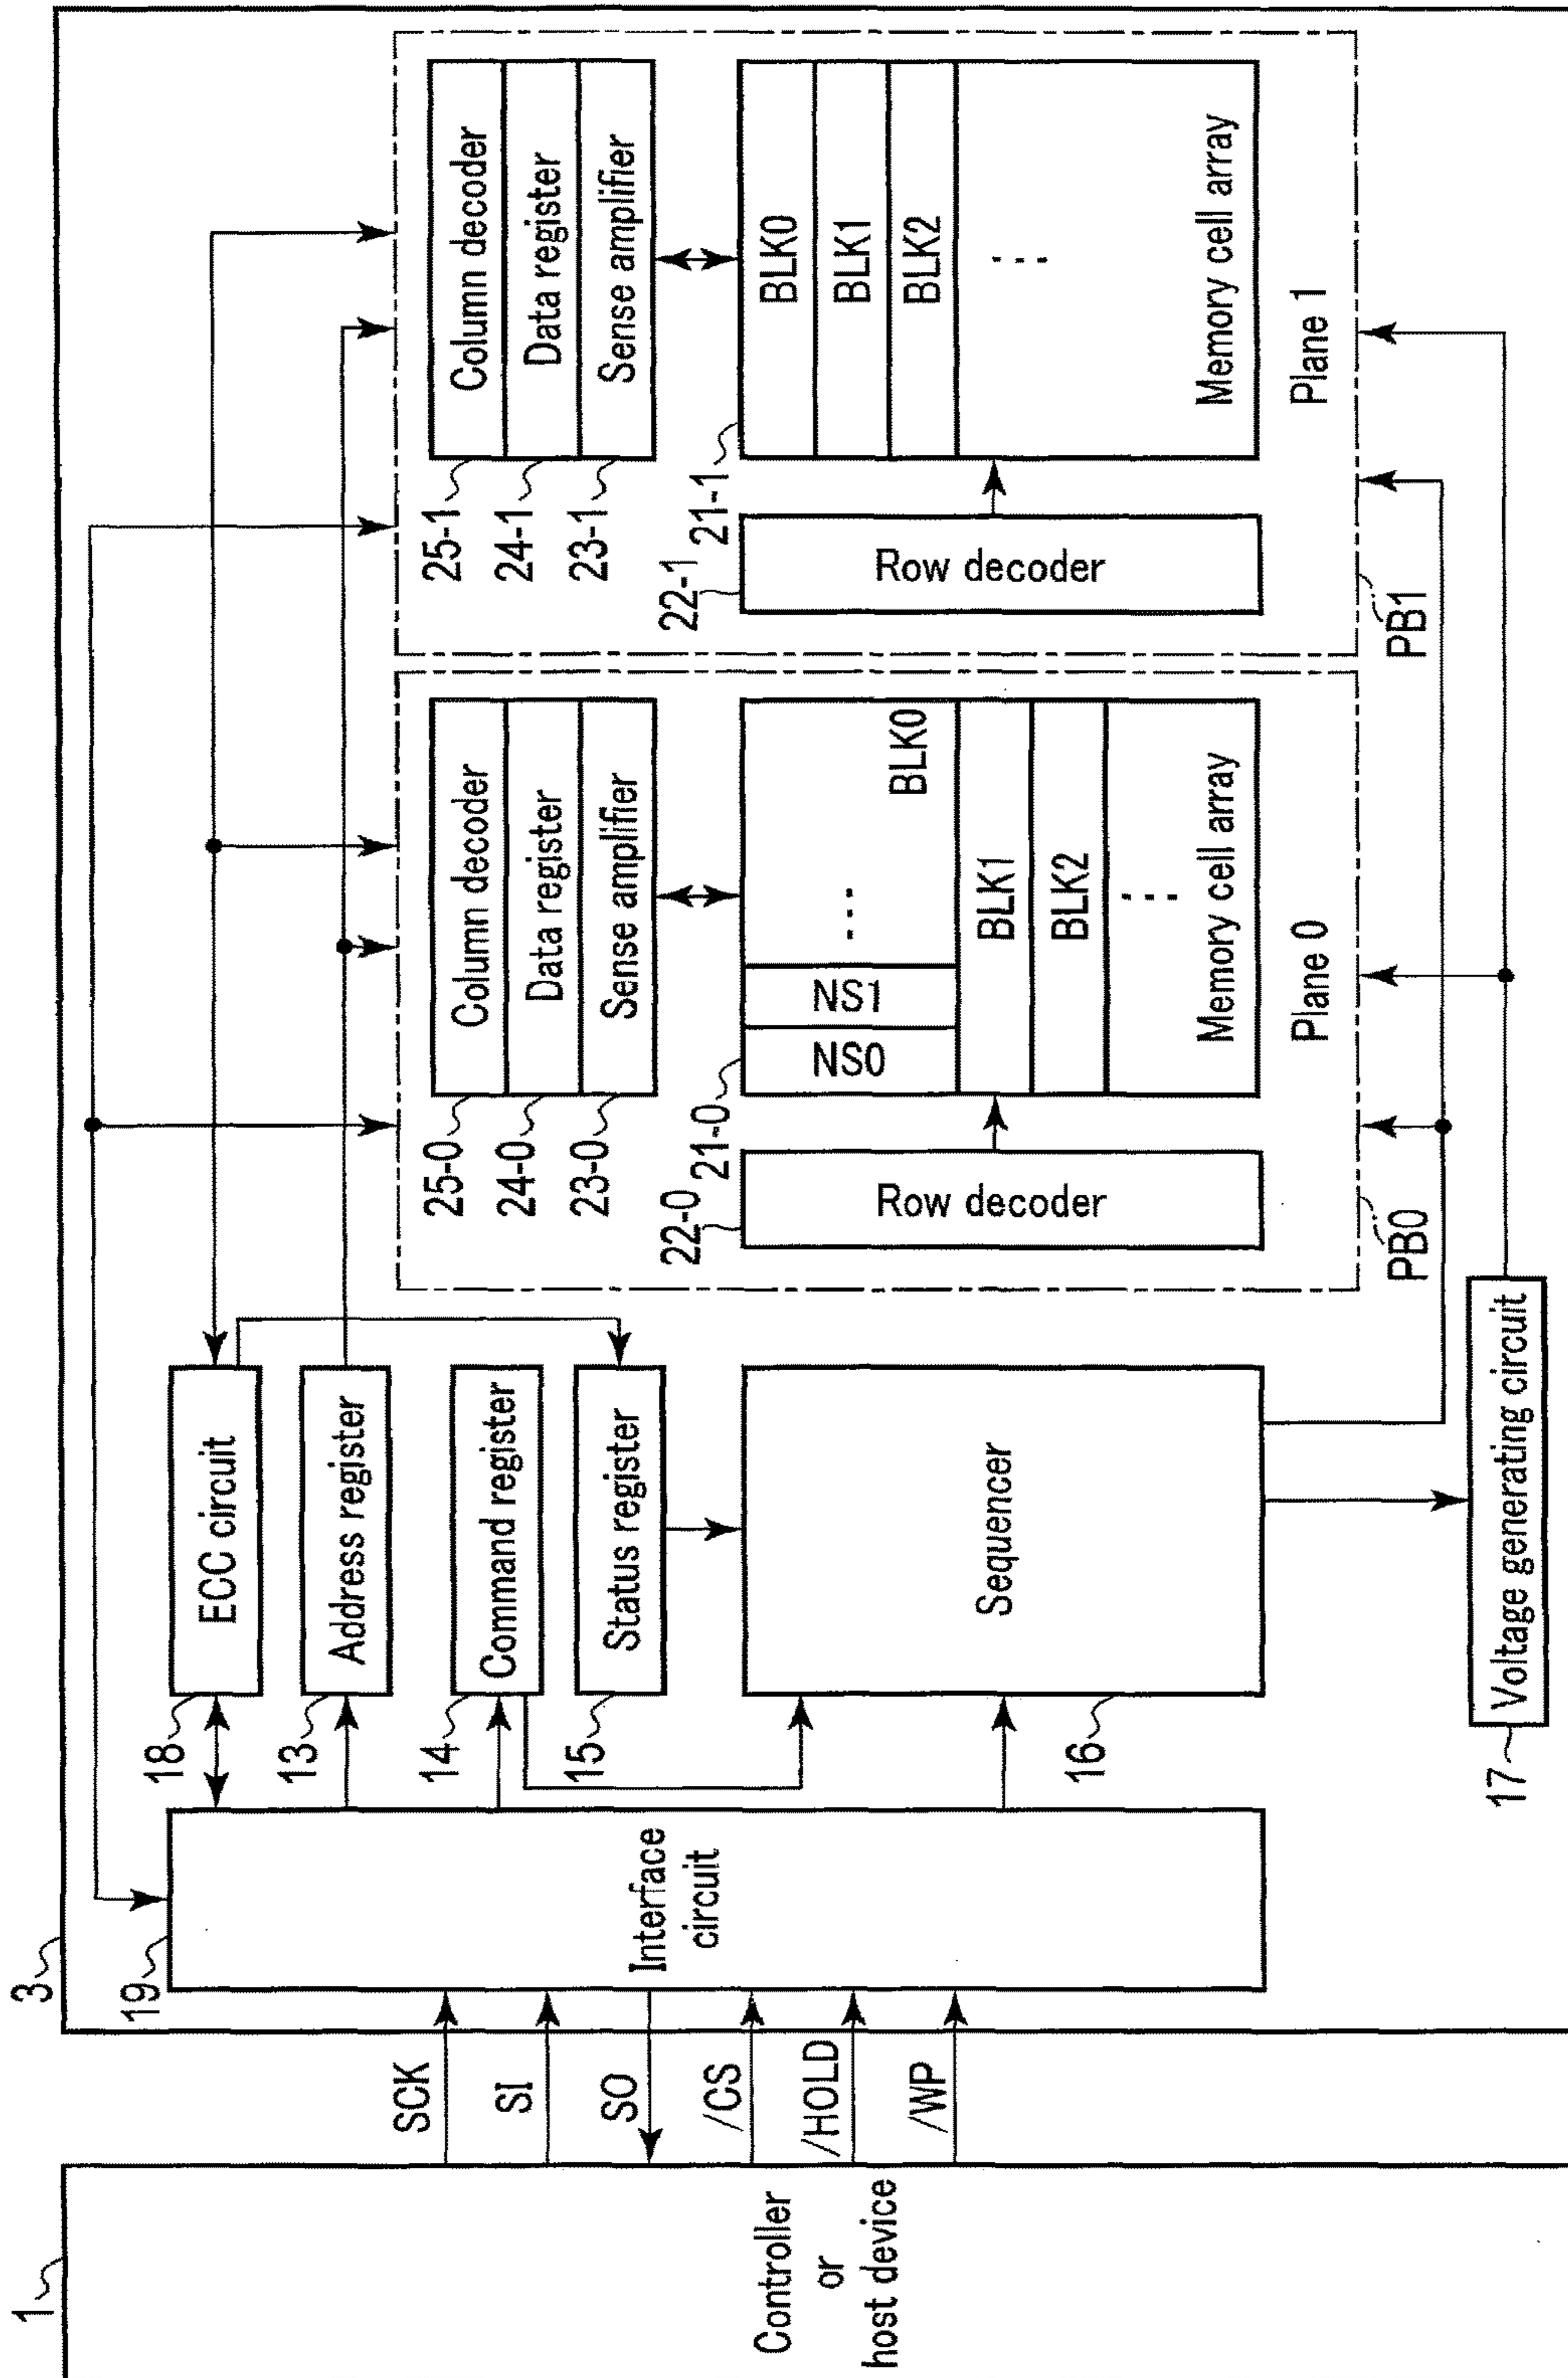 1
Controller
or
host device
SCK
SI
SO
/CS
/HOLD
/WP
3
19
Interface
circuit
18
ECC circuit
13
Address register
14
Command register
15
Status register
16
Sequencer
17
Voltage generating circuit
25-0
Column decoder
24-0
Data register
23-0
Sense amplifier
22-0
Row decoder
21-0
NS0
NS1
...
BLK0
BLK1
BLK2
...
Memory cell array
Plane 0
PB0
25-1
Column decoder
24-1
Data register
23-1
Sense amplifier
22-1
Row decoder
21-1
BLK0
BLK1
BLK2
...
Memory cell array
Plane 1
PB1